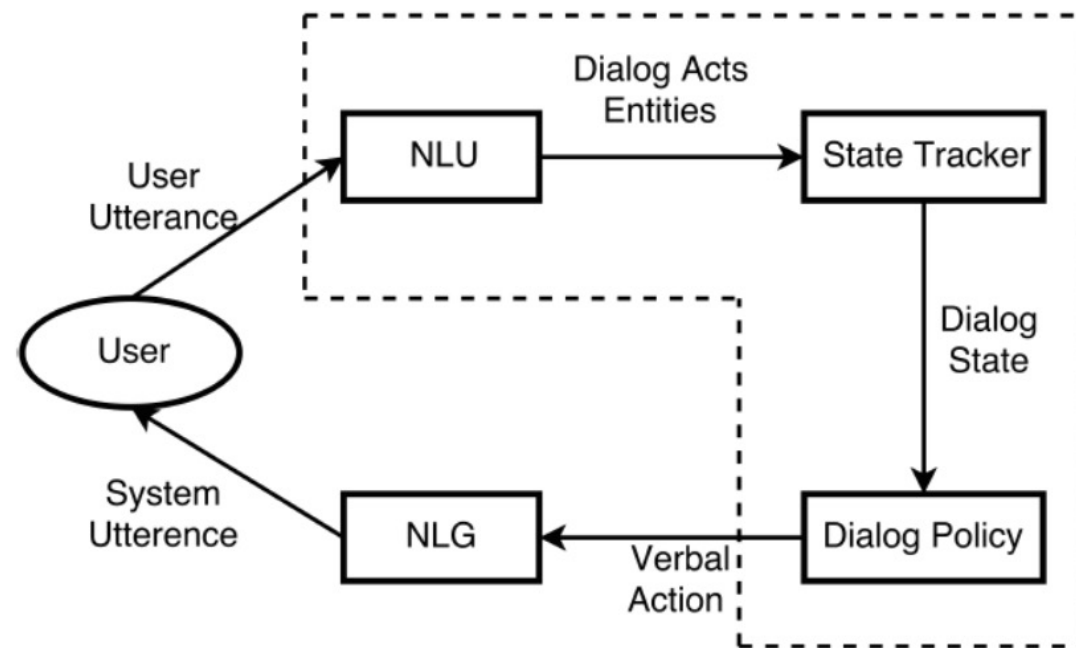 Dialog Acts
Entities
NLU
State Tracker
User
Utterance
User
Dialog
State
System
Utterence
NLG
Verbal
Action
Dialog Policy